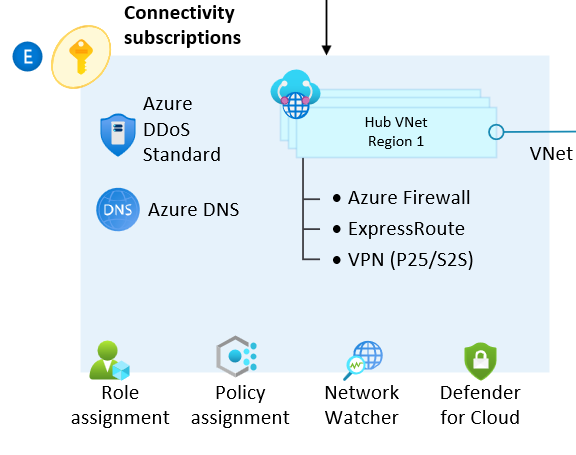 Connectivity
subscriptions
E
Azure
DDoS
Standard
Hub VNet
Region 1
VNet
DNS
Azure DNS
• Azure Firewall
• ExpressRoute
• VPN (P25/S2S)
Role
assignment
Policy
assignment
Network
Watcher
Defender
for Cloud